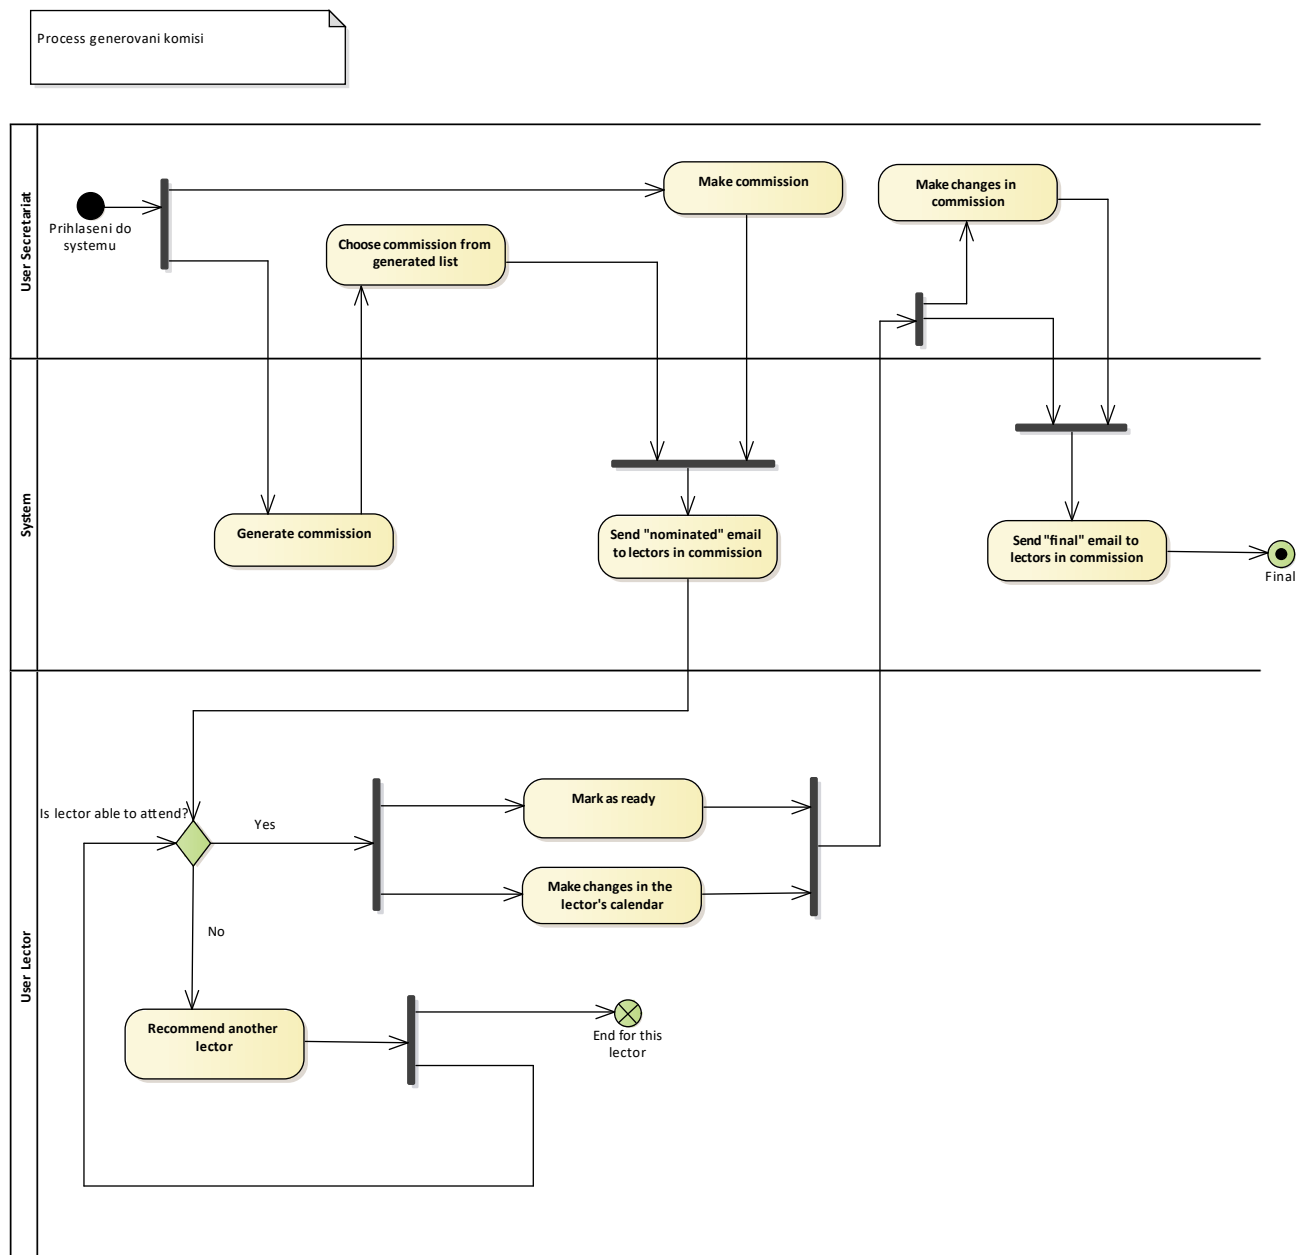 Process generovani komisi
User Secretariat
Prihlaseni do
systemu
Make commission
Make changes in
commission
Choose commission from
generated list
System
Generate commission
Send "nominated" email
to lectors in commission
Send "final" email to
lectors in commission
Final
User Lector
Is lector able to attend?
Yes
Mark as ready
Make changes in the
lector's calendar
No
Recommend another
lector
End for this
lector